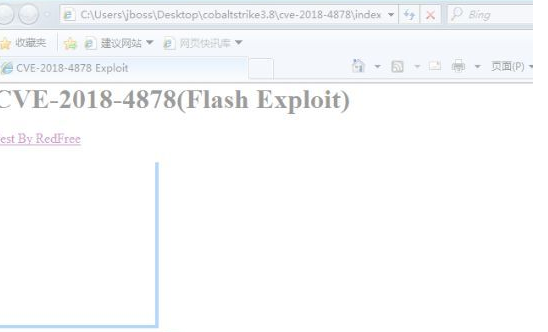 C:\Users\jboss\Desktop\cobaltstrike3.8\cve-2018-4878\index
Bing
收藏夹
建议网站
网页快讯库
CVE-2018-4878 Exploit
页面(P)
CVE-2018-4878(Flash Exploit)
est By RedFree